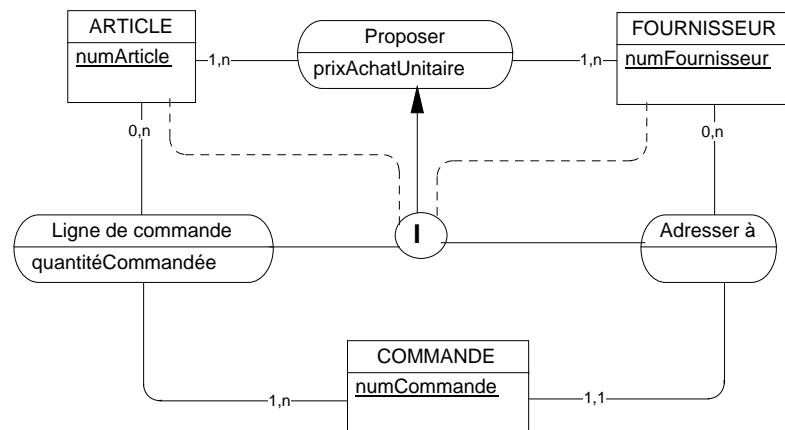 ARTICLE
numArticle
1,n
Proposer
prixAchatUnitaire
1,n
FOURNISSEUR
numFournisseur
0,n
0,n
Ligne de commande
quantitéCommandée
I
Adresser à
COMMANDE
numCommande
1,n
1,1